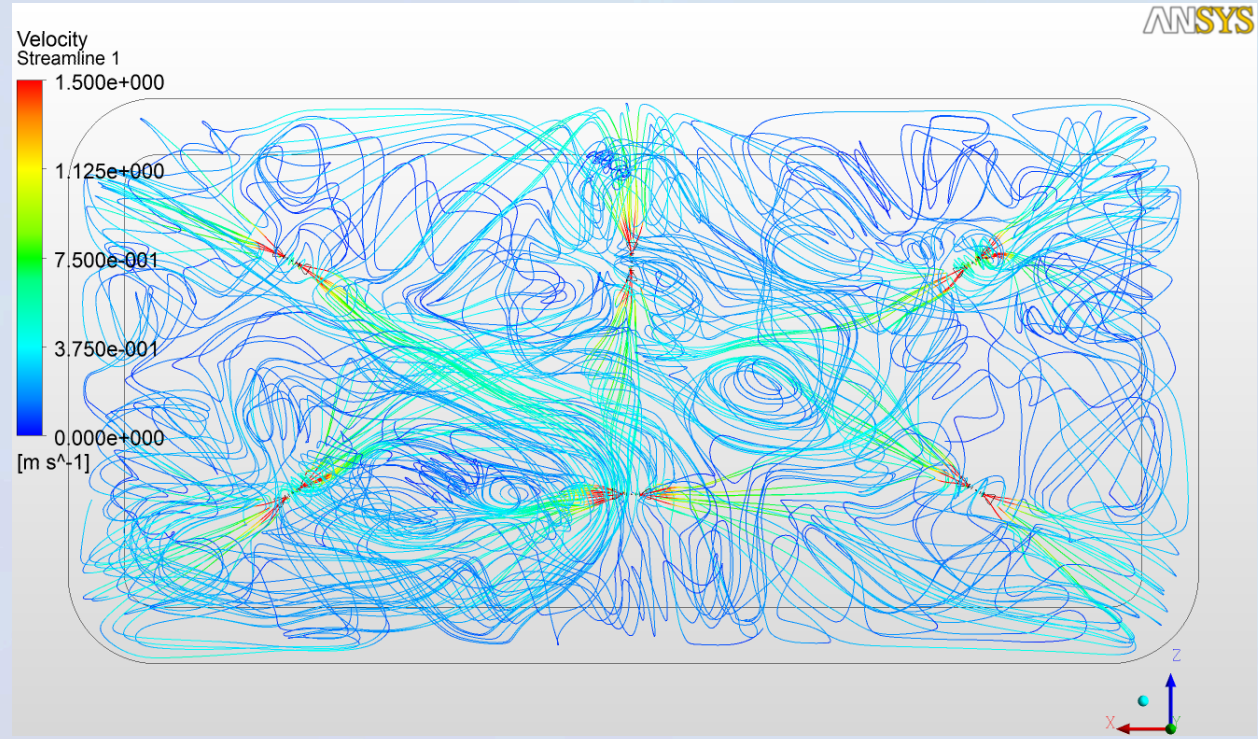 ANSYS
Velocity
Streamline 1
1.500e+000
1.125e+000
7.500e-001
3.750e-001
0.000e+000
[m s^-1]
Z
X
Y